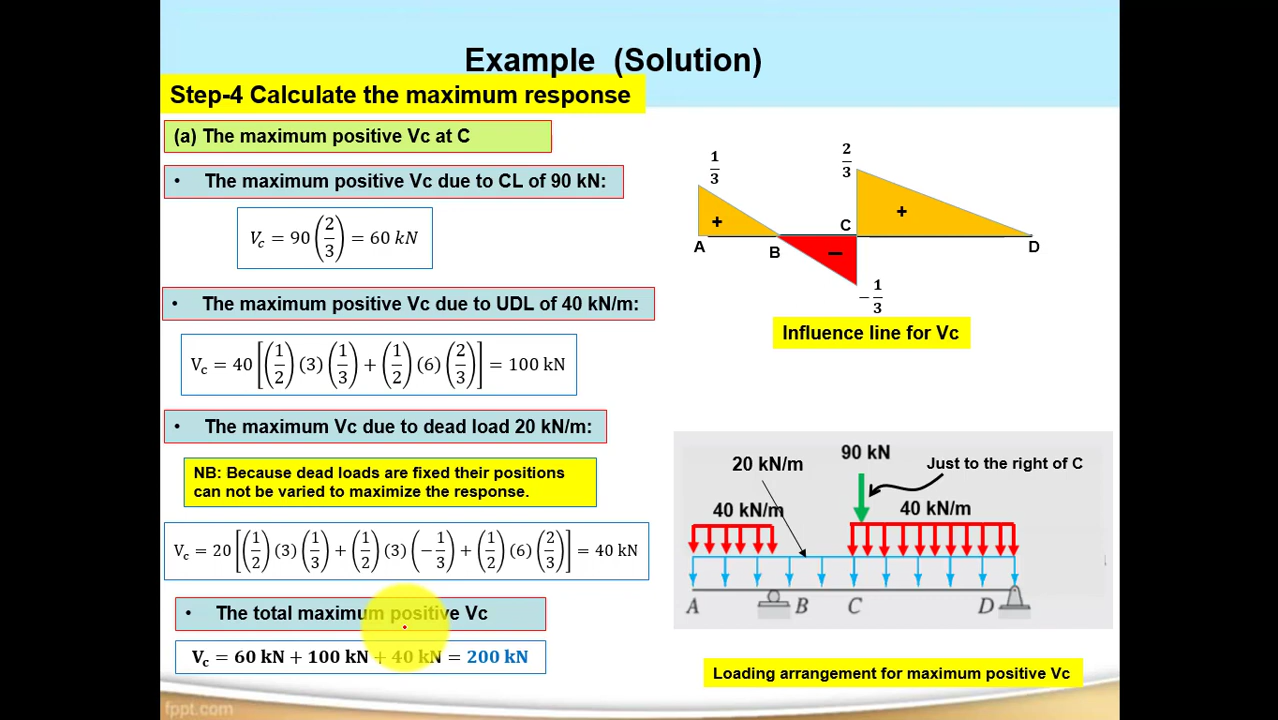 Example (Solution)
Step-4 Calculate the maximum response
(a) The maximum positive Vc at C
• The maximum positive Vc due to CL of 90 kN:
V_c = 90 (2/3) = 60 kN
• The maximum positive Vc due to UDL of 40 kN/m:
V_c = 40 [(1/2) (3) (1/3) + (1/2) (6) (2/3)] = 100 kN
• The maximum Vc due to dead load 20 kN/m:
NB: Because dead loads are fixed their positions
can not be varied to maximize the response.
V_c = 20 [(1/2) (3) (1/3) + (1/2) (3) (−1/3) + (1/2) (6) (2/3)] = 40 kN
• The total maximum positive Vc
V_c = 60 kN + 100 kN + 40 kN = 200 kN
1/3
2/3
+
+
C
A
B
−
D
−1/3
Influence line for Vc
90 kN
20 kN/m
Just to the right of C
40 kN/m
40 kN/m
A
B
C
D
Loading arrangement for maximum positive Vc
fppt.com